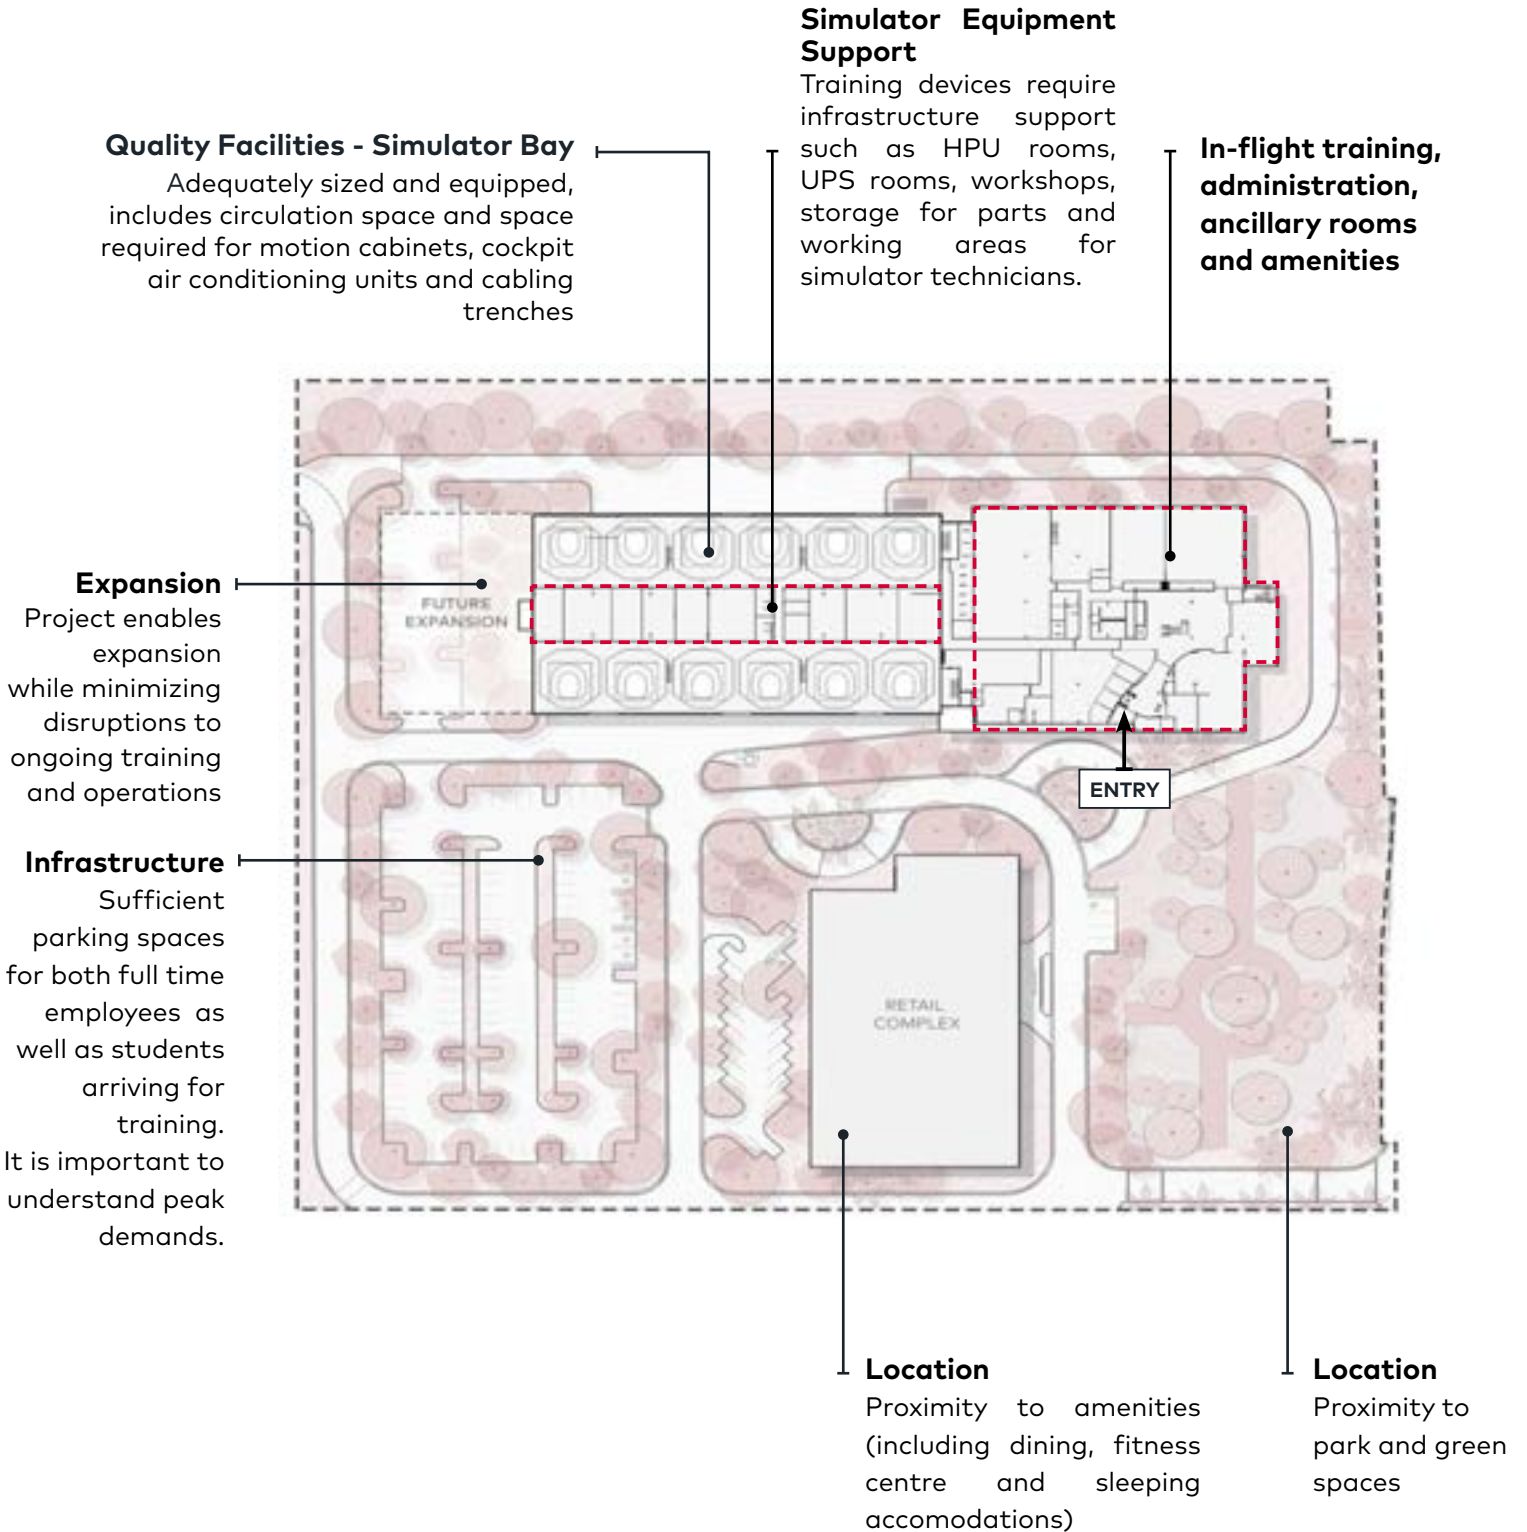 Simulator Equipment
Support
Training devices require
infrastructure support
such as HPU rooms,
UPS rooms, workshops,
storage for parts and
working areas for
simulator technicians.
Quality Facilities - Simulator Bay
Adequately sized and equipped,
includes circulation space and space
required for motion cabinets, cockpit
air conditioning units and cabling
trenches
In-flight training,
administration,
ancillary rooms
and amenities
Expansion
Project enables
expansion
while minimizing
disruptions to
ongoing training
and operations
FUTURE
EXPANSION
ENTRY
Infrastructure
Sufficient
parking spaces
for both full time
employees as
well as students
arriving for
training.
It is important to
understand peak
demands.
RETAIL
COMPLEX
Location
Proximity to amenities
(including dining, fitness
centre and sleeping
accomodations)
Location
Proximity to
park and green
spaces